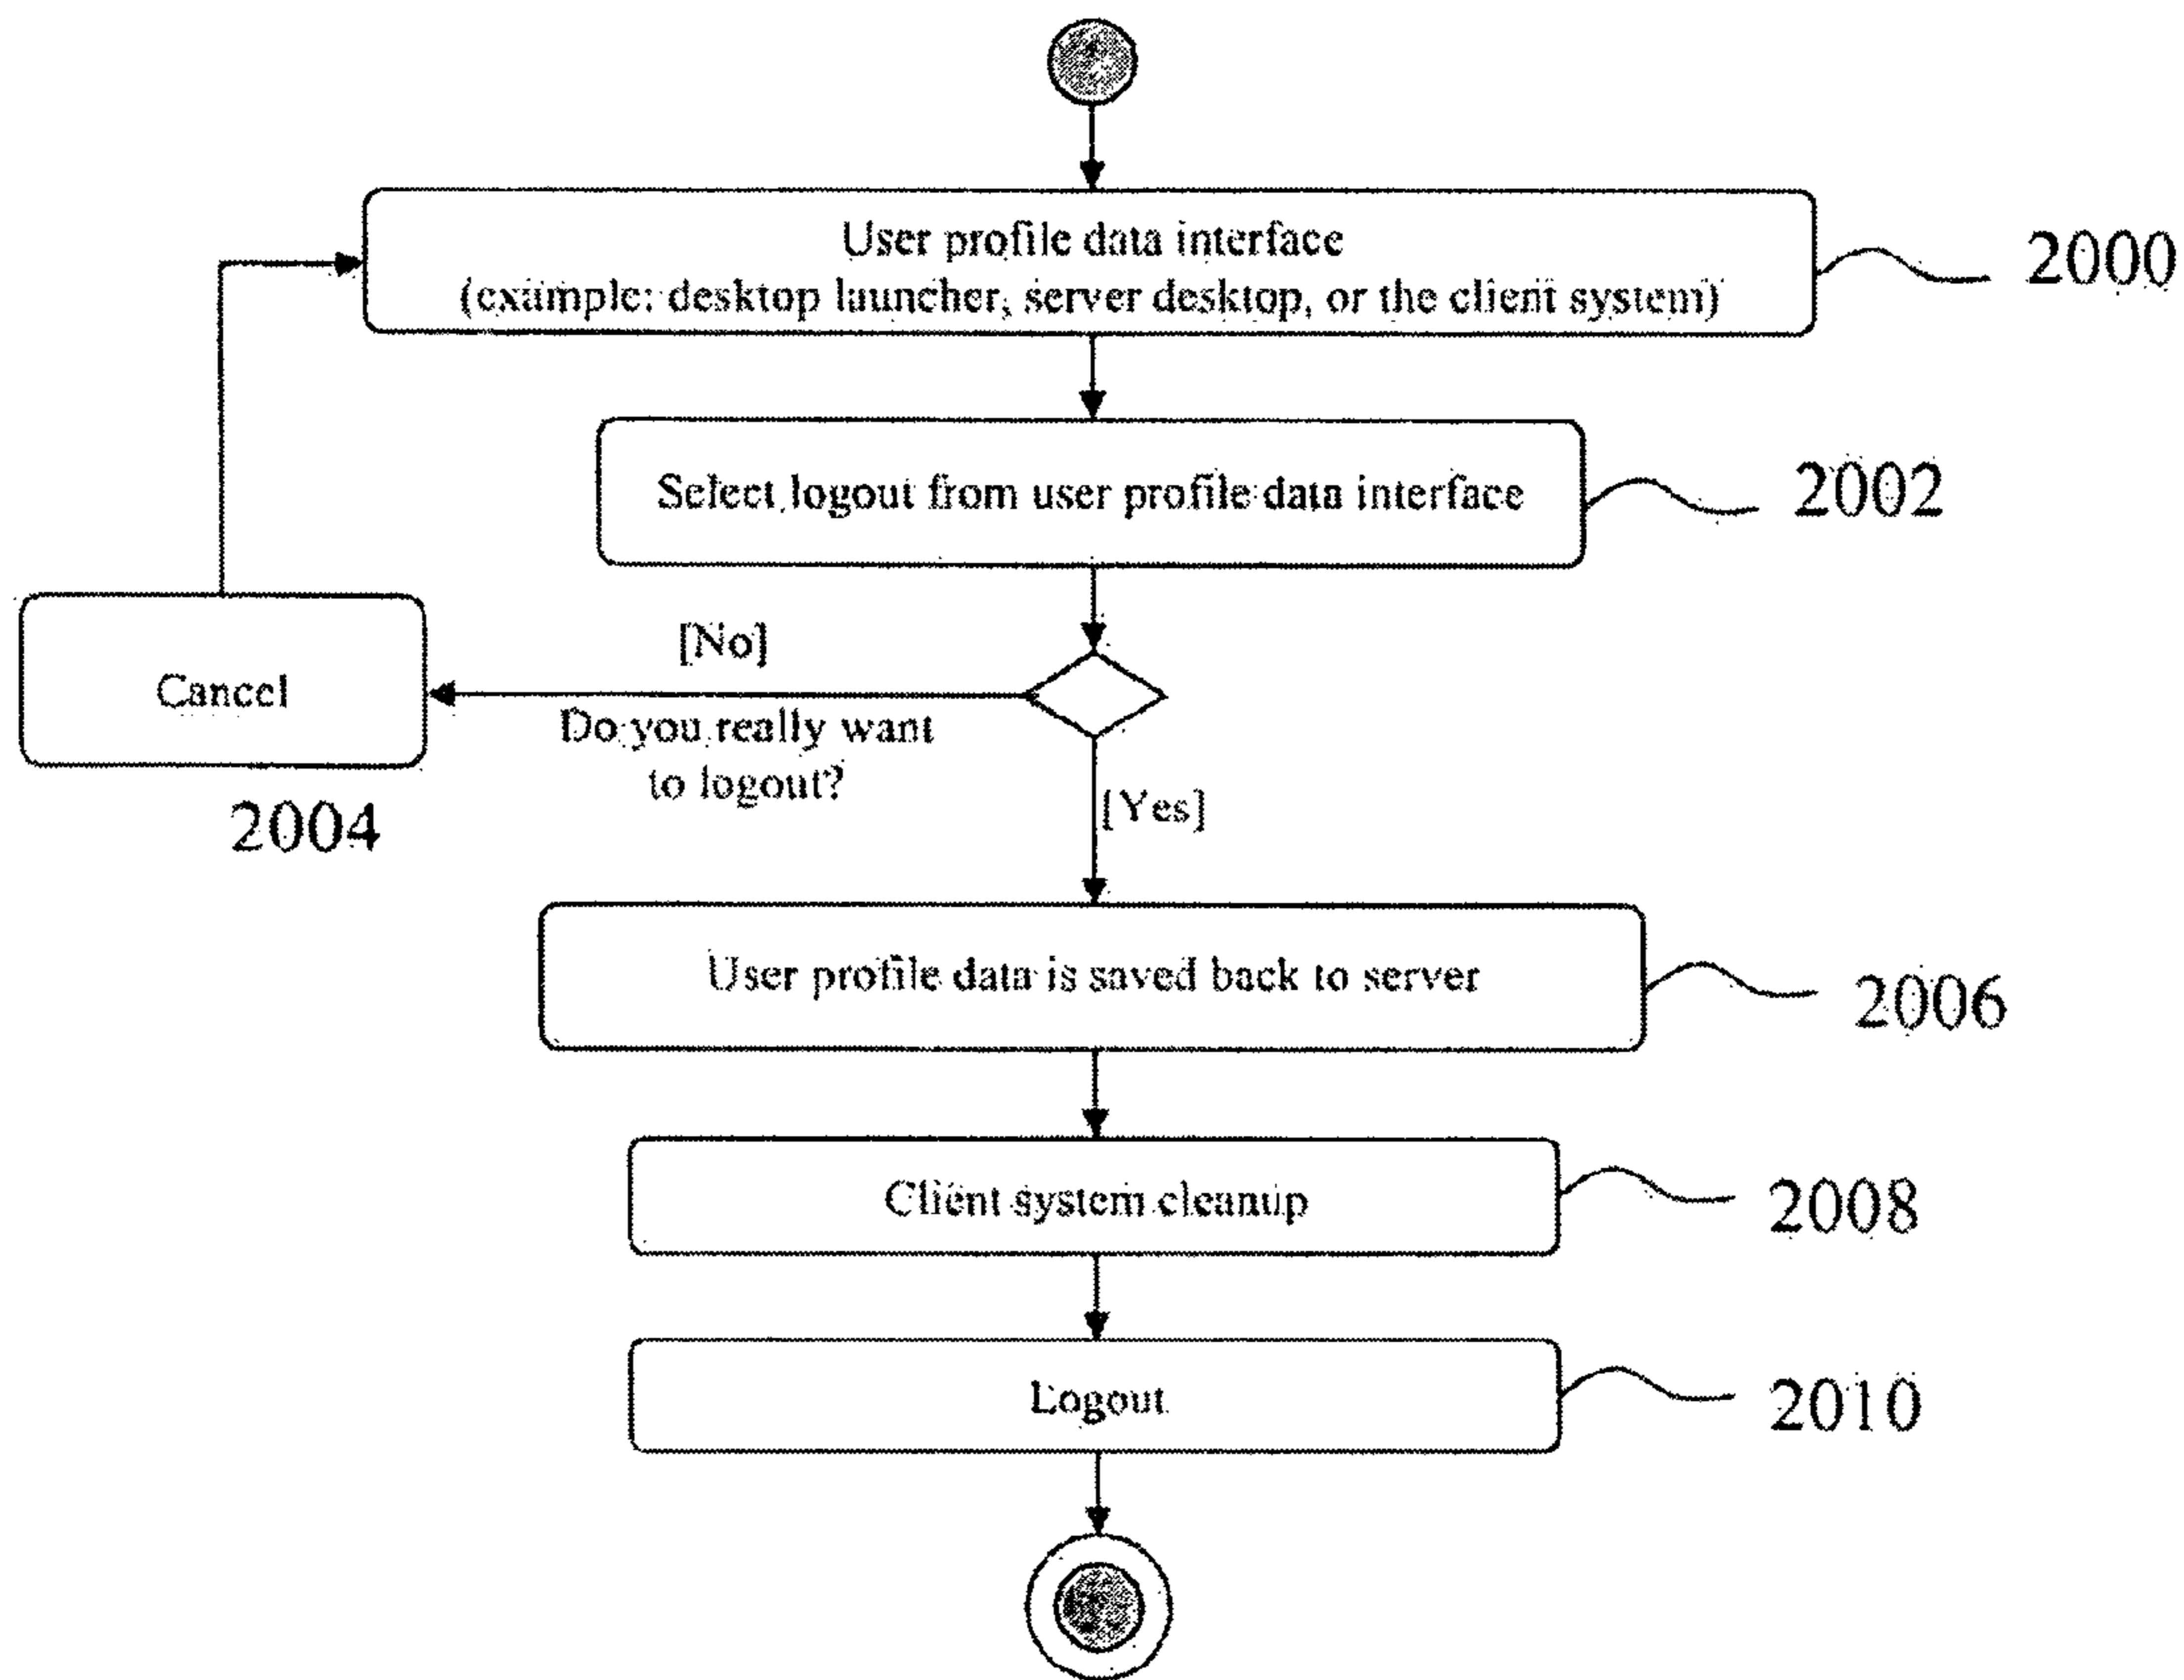 User profile data interface
(example: desktop launcher, server desktop, or the client system)
2000
Select logout from user profile data interface
2002
[No]
Cancel
Do you really want
to logout?
2004
[Yes]
User profile data is saved back to server
2006
Client system cleanup
2008
Logout
2010